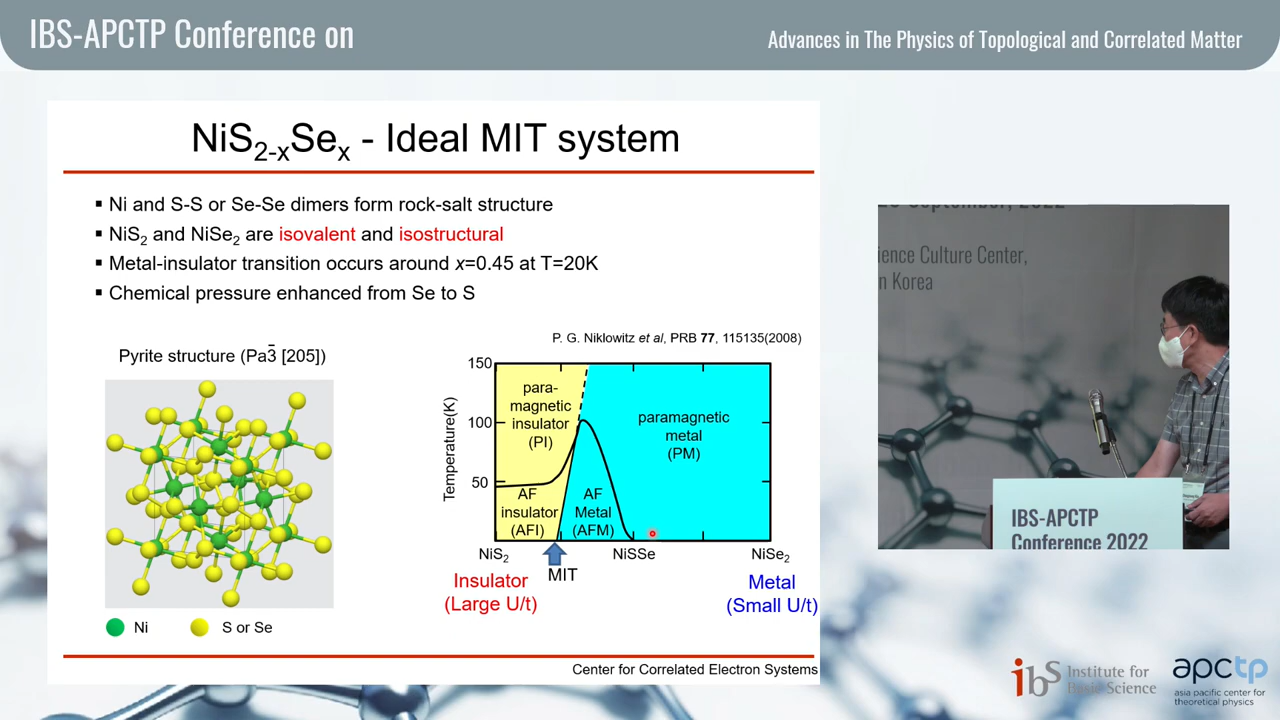 IBS-APCTP Conference on
Advances in The Physics of Topological and Correlated Matter
NiS2-xSex - Ideal MIT system
▪ Ni and S-S or Se-Se dimers form rock-salt structure
▪ NiS2 and NiSe2 are isovalent and isostructural
▪ Metal-insulator transition occurs around x=0.45 at T=20K
▪ Chemical pressure enhanced from Se to S
P. G. Niklowitz et al, PRB 77, 115135(2008)
Pyrite structure (Pa3̄ [205])
Temperature(K)
150
100
50
para-
magnetic
insulator
(PI)
paramagnetic
metal
(PM)
AF
insulator
(AFI)
AF
Metal
(AFM)
NiS2
NiSSe
NiSe2
MIT
Insulator
(Large U/t)
Metal
(Small U/t)
Ni
S or Se
Center for Correlated Electron Systems
2022
ience Culture Center,
n Korea
IBS-APCTP
Conference 2022
ibs Institute for
Basic Science
apctp
asia pacific center for
theoretical physics